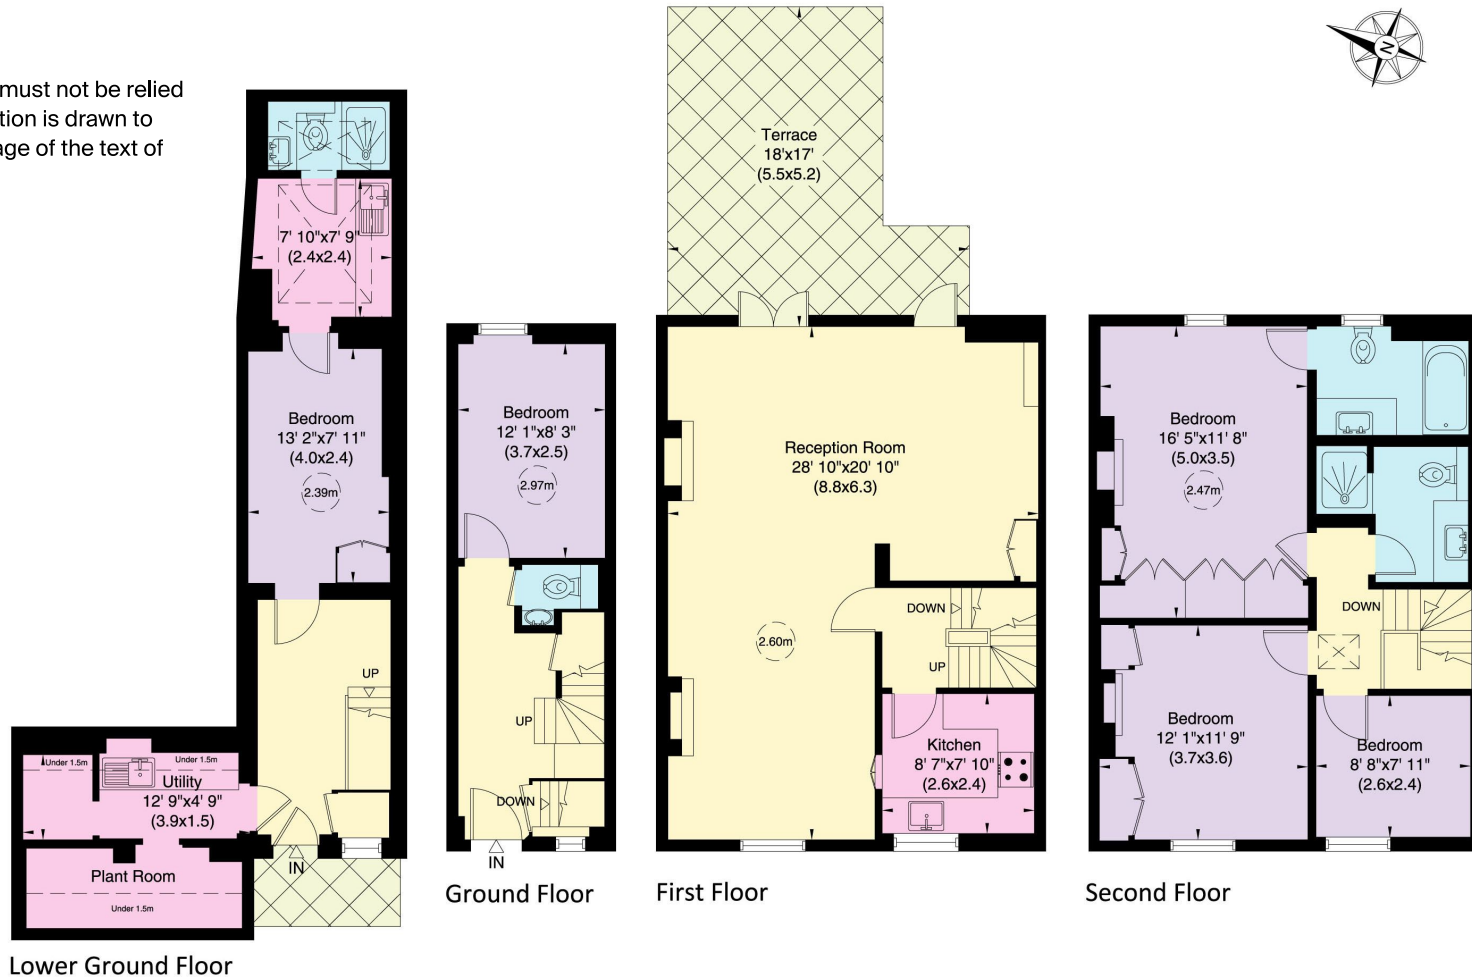 must not be relied
tion is drawn to
age of the text of
N
7' 10"x7' 9"
(2.4x2.4)
Bedroom
13' 2"x7' 11"
(4.0x2.4)
2.39m
UP
Under 1.5m
Under 1.5m
Utility
12' 9"x4' 9"
(3.9x1.5)
Plant Room
Under 1.5m
IN
Lower Ground Floor
Bedroom
12' 1"x8' 3"
(3.7x2.5)
2.97m
UP
DOWN
IN
Ground Floor
Terrace
18'x17'
(5.5x5.2)
Reception Room
28' 10"x20' 10"
(8.8x6.3)
2.60m
DOWN
UP
Kitchen
8' 7"x7' 10"
(2.6x2.4)
First Floor
Bedroom
16' 5"x11' 8"
(5.0x3.5)
2.47m
DOWN
Bedroom
12' 1"x11' 9"
(3.7x3.6)
Bedroom
8' 8"x7' 11"
(2.6x2.4)
Second Floor